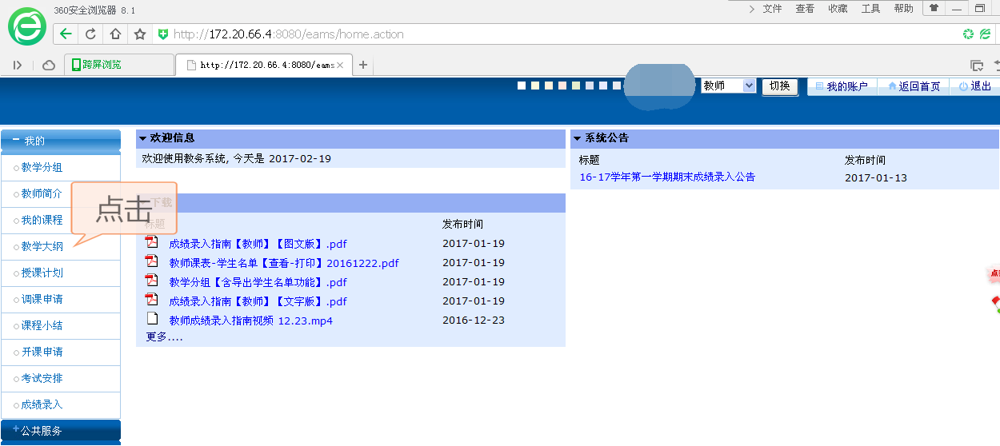 360安全浏览器 8.1
文件 查看 收藏 工具 帮助
http://172.20.66.4:8080/eams/home.action
跨屏浏览
http://172.20.66.4:8080/eams
教师 切换 我的账户 返回首页 退出
我的
教学分组
教师简介
我的课程
教学大纲
授课计划
调课申请
课程小结
开课申请
考试安排
成绩录入
公共服务
点击
欢迎信息
欢迎使用教务系统, 今天是 2017-02-19
下载
标题 发布时间
成绩录入指南【教师】【图文版】.pdf 2017-01-19
教师课表-学生名单【查看-打印】20161222.pdf 2017-01-19
教学分组【含导出学生名单功能】.pdf 2017-01-19
成绩录入指南【教师】【文字版】.pdf 2017-01-19
教师成绩录入指南视频 12.23.mp4 2016-12-23
更多....
系统公告
标题 发布时间
16-17学年第一学期期末成绩录入公告 2017-01-13